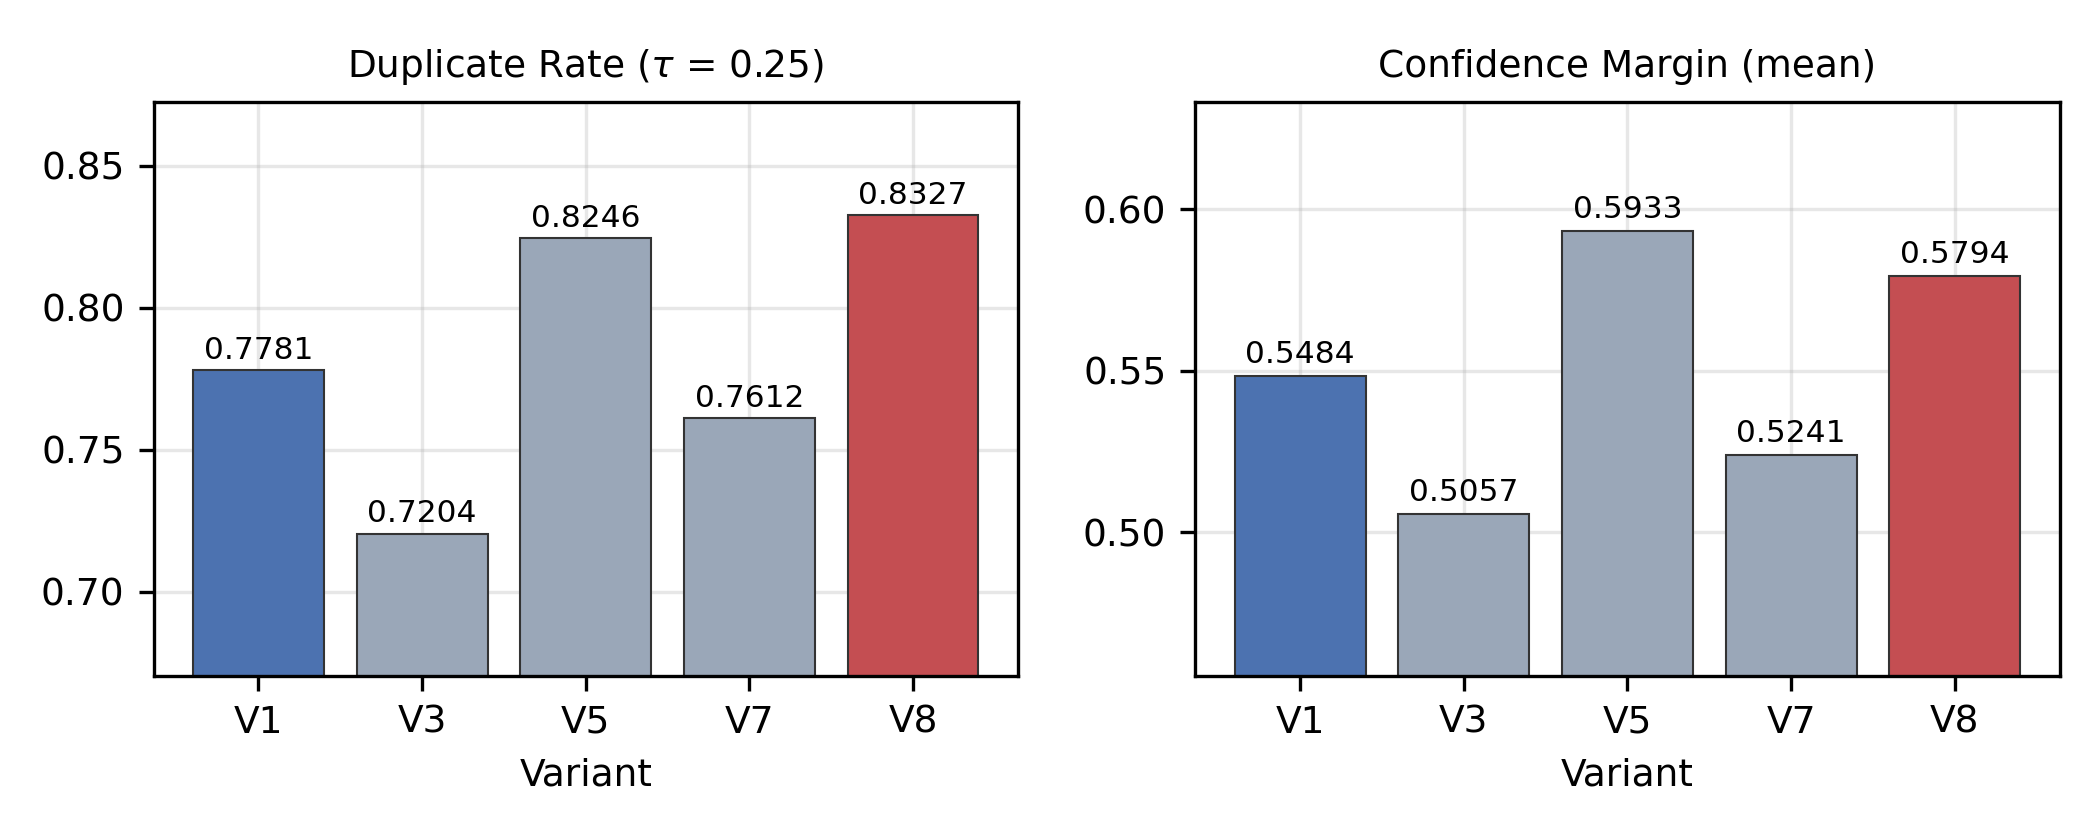 Duplicate Rate (τ = 0.25)
0.85
0.80
0.75
0.70
0.7781
0.7204
0.8246
0.7612
0.8327
V1 V3 V5 V7 V8
Variant
Confidence Margin (mean)
0.60
0.55
0.50
0.5484
0.5057
0.5933
0.5241
0.5794
V1 V3 V5 V7 V8
Variant